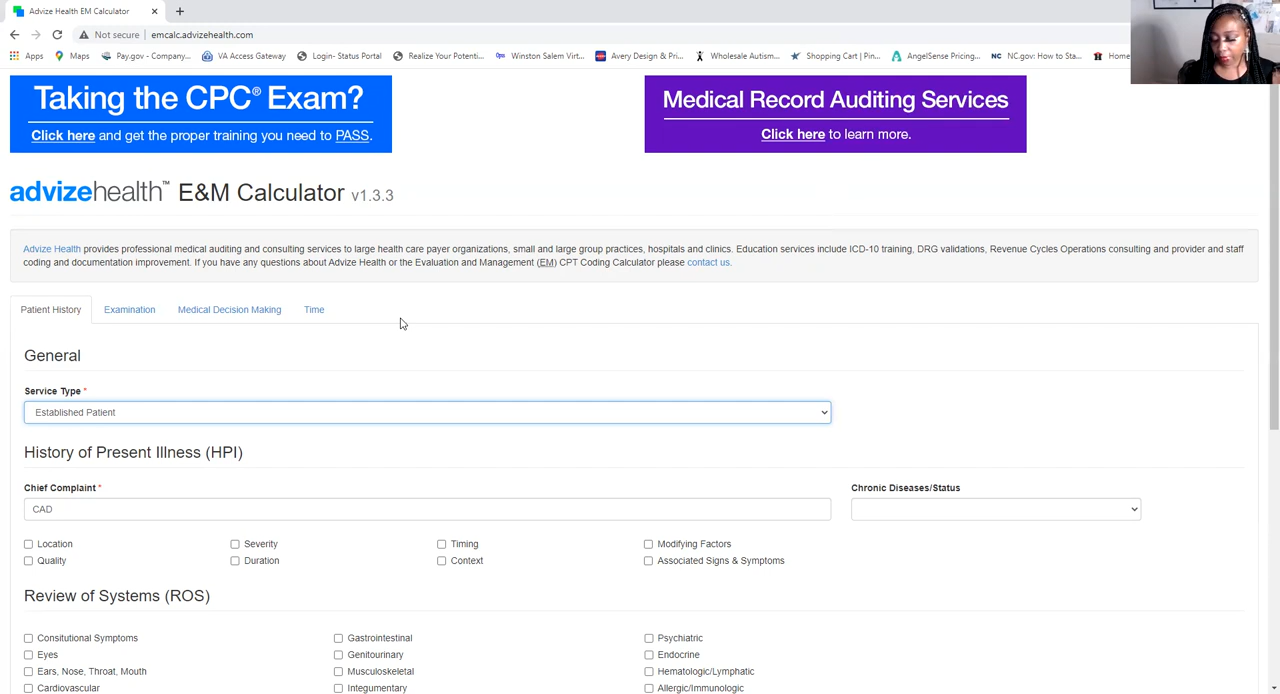 Advize Health EM Calculator
Not secure | emcalc.advizehealth.com
Apps Maps Pay.gov - Company... VA Access Gateway Login- Status Portal Realize Your Potenti... Winston Salem Virt... Avery Design & Pri... Wholesale Autism... Shopping Cart | Pin... AngelSense Pricing... NC NC.gov: How to Sta... Home
Taking the CPC® Exam?
Click here and get the proper training you need to PASS.
Medical Record Auditing Services
Click here to learn more.
advizehealth™ E&M Calculator v1.3.3
Advize Health provides professional medical auditing and consulting services to large health care payer organizations, small and large group practices, hospitals and clinics. Education services include ICD-10 training, DRG validations, Revenue Cycles Operations consulting and provider and staff
coding and documentation improvement. If you have any questions about Advize Health or the Evaluation and Management (EM) CPT Coding Calculator please contact us.
Patient History Examination Medical Decision Making Time
General
Service Type *
Established Patient
History of Present Illness (HPI)
Chief Complaint * Chronic Diseases/Status
CAD
Location Severity Timing Modifying Factors
Quality Duration Context Associated Signs & Symptoms
Review of Systems (ROS)
Consitutional Symptoms Gastrointestinal Psychiatric
Eyes Genitourinary Endocrine
Ears, Nose, Throat, Mouth Musculoskeletal Hematologic/Lymphatic
Cardiovascular Integumentary Allergic/Immunologic